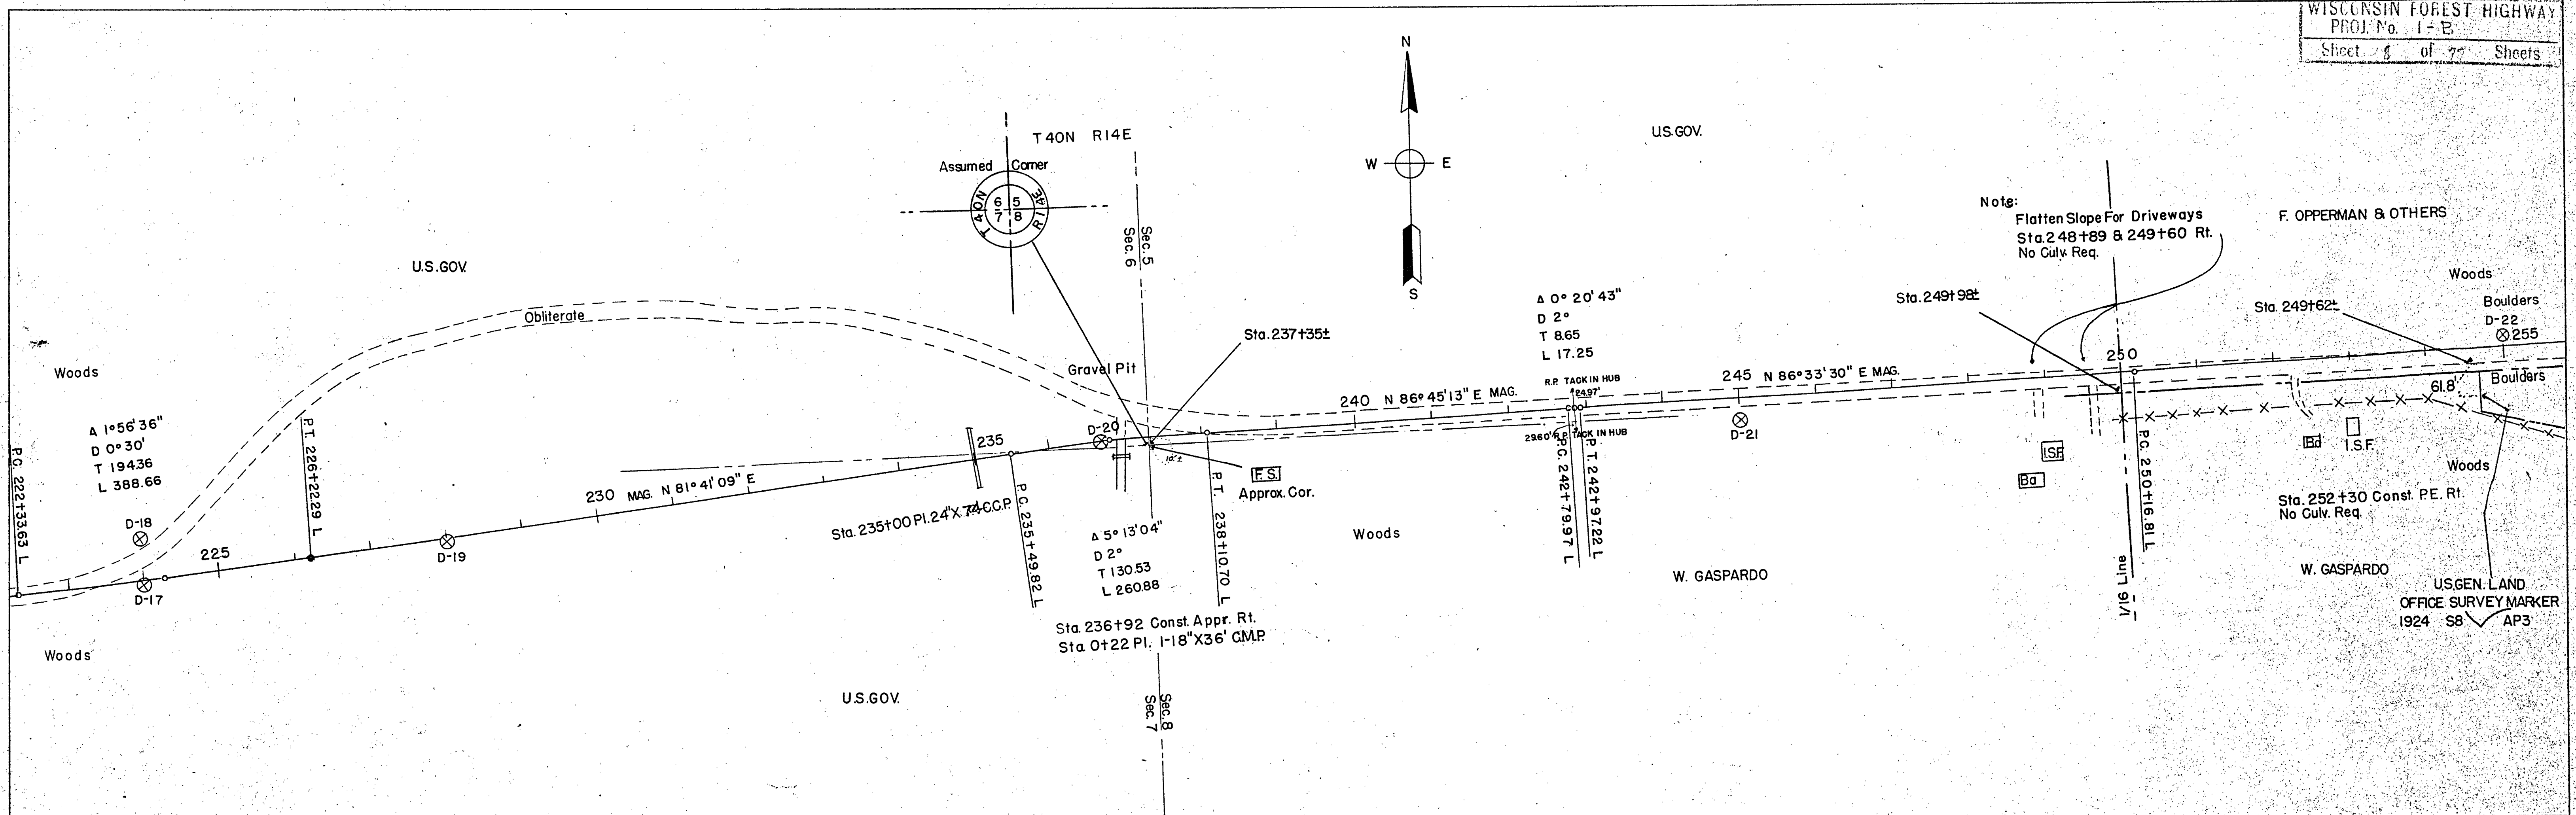 WISCONSIN FOREST HIGHWAY
PROJ. No. 1-B
Sheet 8 of 77 Sheets
N
W E
S
T40N R14E
Assumed Corner
T40N R14E
6 5
7 8
Sec. 5
Sec. 6
U.S.GOV.
U.S.GOV.
Note:
Flatten Slope For Driveways
Sta.248+89 & 249+60 Rt.
No Culv. Req.
F. OPPERMAN & OTHERS
Woods
Boulders
D-22
255
Sta.249+98±
Sta. 249+62±
Obliterate
Sta.237+35±
Δ 0° 20' 43"
D 2°
T 8.65
L 17.25
Woods
Gravel Pit
R.P. TACK IN HUB
24.97'
240 N 86° 45' 13" E MAG.
245 N 86° 33' 30" E MAG.
250
61.8'
Boulders
Δ 1° 56' 36"
D 0° 30'
T 194.36
L 388.66
P.C. 222+33.63 L
P.T. 226+22.29 L
D-18
225
D-17
D-19
230 MAG. N 81° 41' 09" E
235
D-20
Sta. 235+00 Pl. 24" X 74' C.C.P.
P.C. 235+49.82 L
Δ 5° 13' 04"
D 2°
T 130.53
L 260.88
P.T. 238+10.70 L
F.S.
Approx. Cor.
29.60' R.P. TACK IN HUB
P.C. 242+79.97 L
P.T. 242+97.22 L
D-21
Woods
W. GASPARDO
I.S.F.
Ba
P.C. 250+16.81 L
1/16 Line
Bd
I.S.F.
Woods
Sta. 252+30 Const. P.E. Rt.
No Culv. Req.
W. GASPARDO
U.S.GEN. LAND
OFFICE SURVEY MARKER
1924 S8 AP3
Sta. 236+92 Const. Appr. Rt.
Sta 0+22 Pl. 1-18"X36' C.M.P.
Woods
U.S.GOV.
Sec. 8
Sec. 7